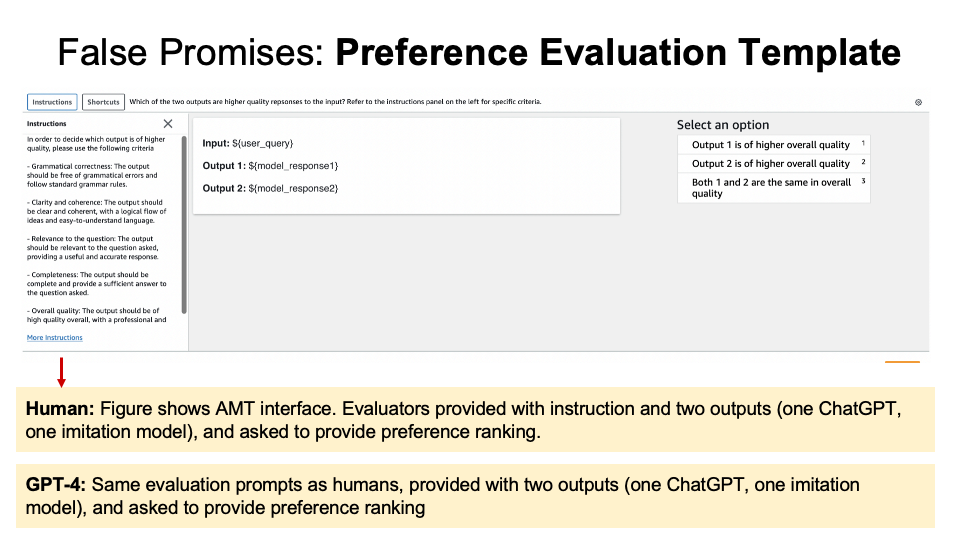 False Promises: Preference Evaluation Template
Instructions
Shortcuts
Which of the two outputs are higher quality repsonses to the input? Refer to the instructions panel on the left for specific criteria.
Instructions
In order to decide which output is of higher
quality, please use the following criteria
- Grammatical correctness: The output
should be free of grammatical errors and
follow standard grammar rules.
- Clarity and coherence: The output should
be clear and coherent, with a logical flow of
ideas and easy-to-understand language.
- Relevance to the question: The output
should be relevant to the question asked,
providing a useful and accurate response.
- Completeness: The output should be
complete and provide a sufficient answer to
the question asked.
- Overall quality: The output should be of
high quality overall, with a professional and
More Instructions
Input: ${user_query}
Output 1: ${model_response1}
Output 2: ${model_response2}
Select an option
Output 1 is of higher overall quality 1
Output 2 is of higher overall quality 2
Both 1 and 2 are the same in overall 3
quality
Human: Figure shows AMT interface. Evaluators provided with instruction and two outputs (one ChatGPT,
one imitation model), and asked to provide preference ranking.
GPT-4: Same evaluation prompts as humans, provided with two outputs (one ChatGPT, one imitation
model), and asked to provide preference ranking